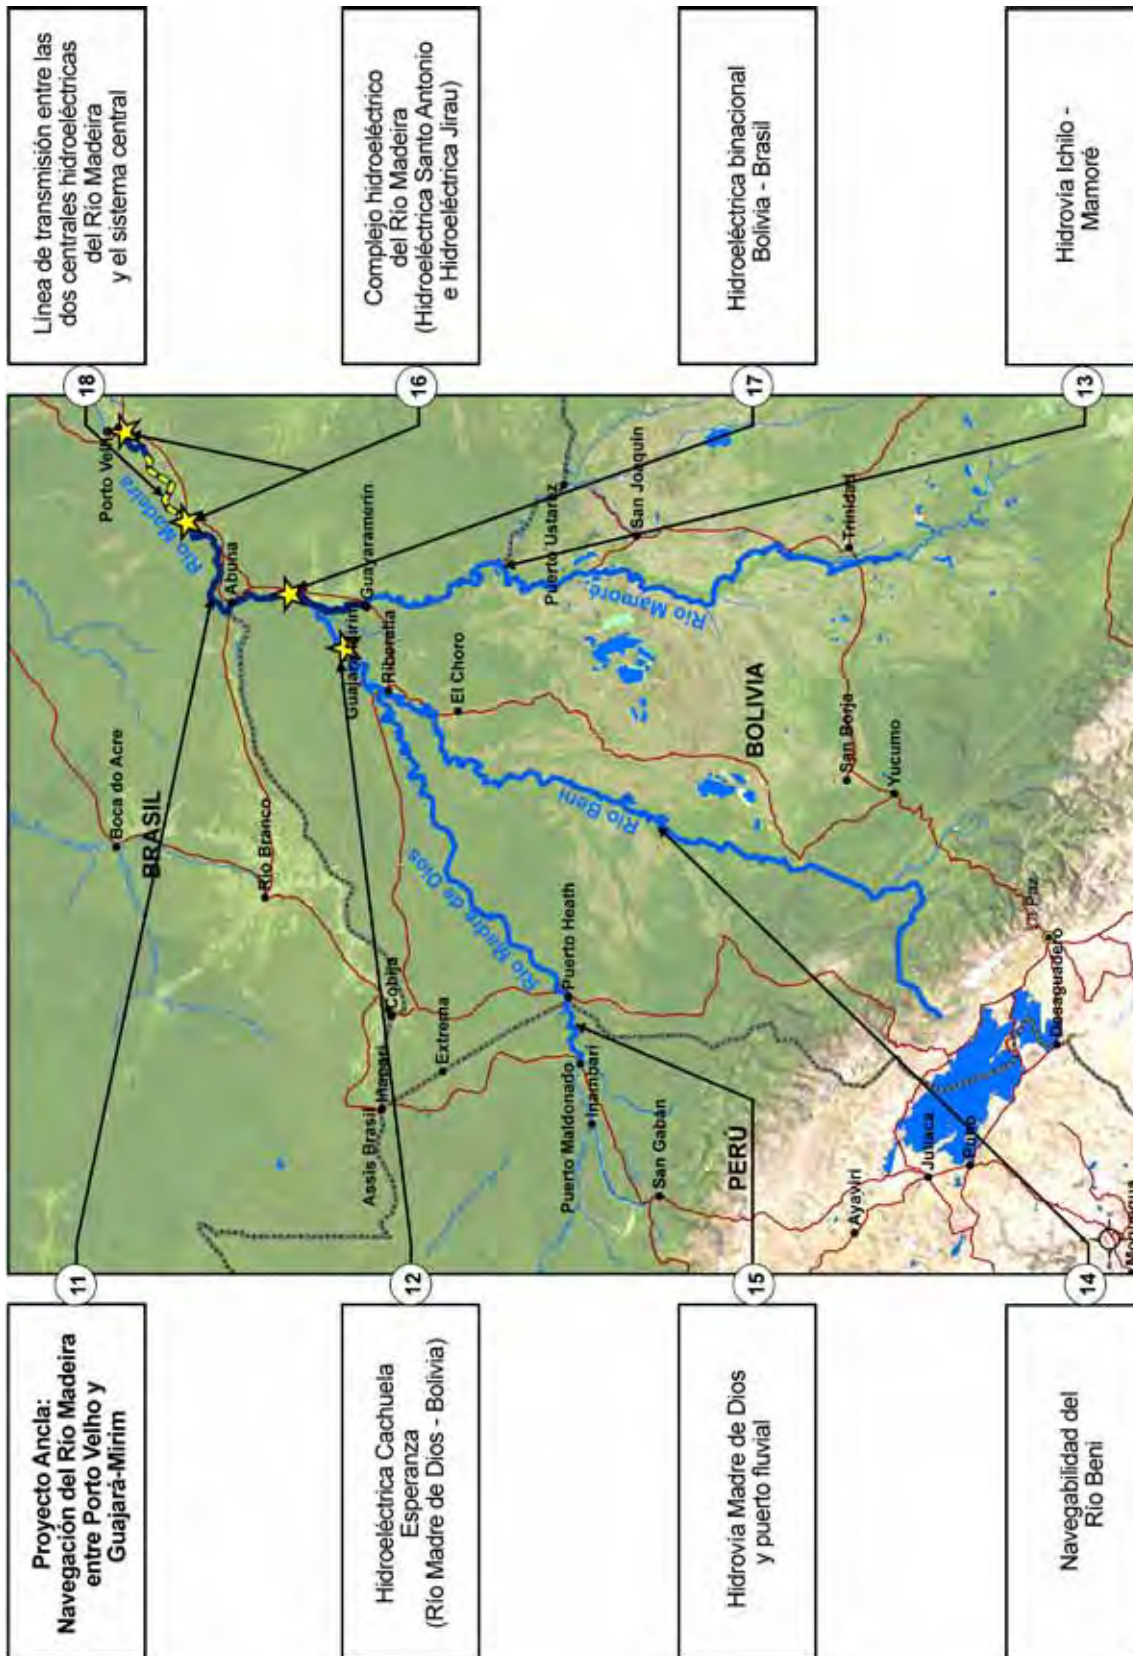 Proyecto Ancla:
Navegación del Río Madeira
entre Porto Velho y
Guajará-Mirim
11
Hidroeléctrica Cachuela
Esperanza
(Río Madre de Dios - Bolivia)
12
Hidrovía Madre de Dios
y puerto fluvial
15
Navegabilidad del
Río Beni
14
Línea de transmisión entre las
dos centrales hidroeléctricas
del Río Madeira
y el sistema central
18
Complejo hidroeléctrico
del Río Madeira
(Hidroeléctrica Santo Antonio
e Hidroeléctrica Jirau)
16
Hidroeléctrica binacional
Bolivia - Brasil
17
Hidrovía Ichilo -
Mamoré
13
BRASIL
Boca do Acre
Río Branco
Porto Velh
Río Madeira
Abuna
Guayaramerín
Guajará-Mirim
Riberalta
El Choro
Assis Brasil
Iñapari
Cobija
Extrema
Río Madre de Dios
Puerto Heath
Puerto Maldonado
Inambari
San Gabán
Río Beni
Puerto Ustarez
San Joaquín
Río Mamoré
Trinidad
BOLIVIA
San Borja
Yucumo
PERÚ
Ayaviri
Juliaca
Puno
La Paz
Desaguadero